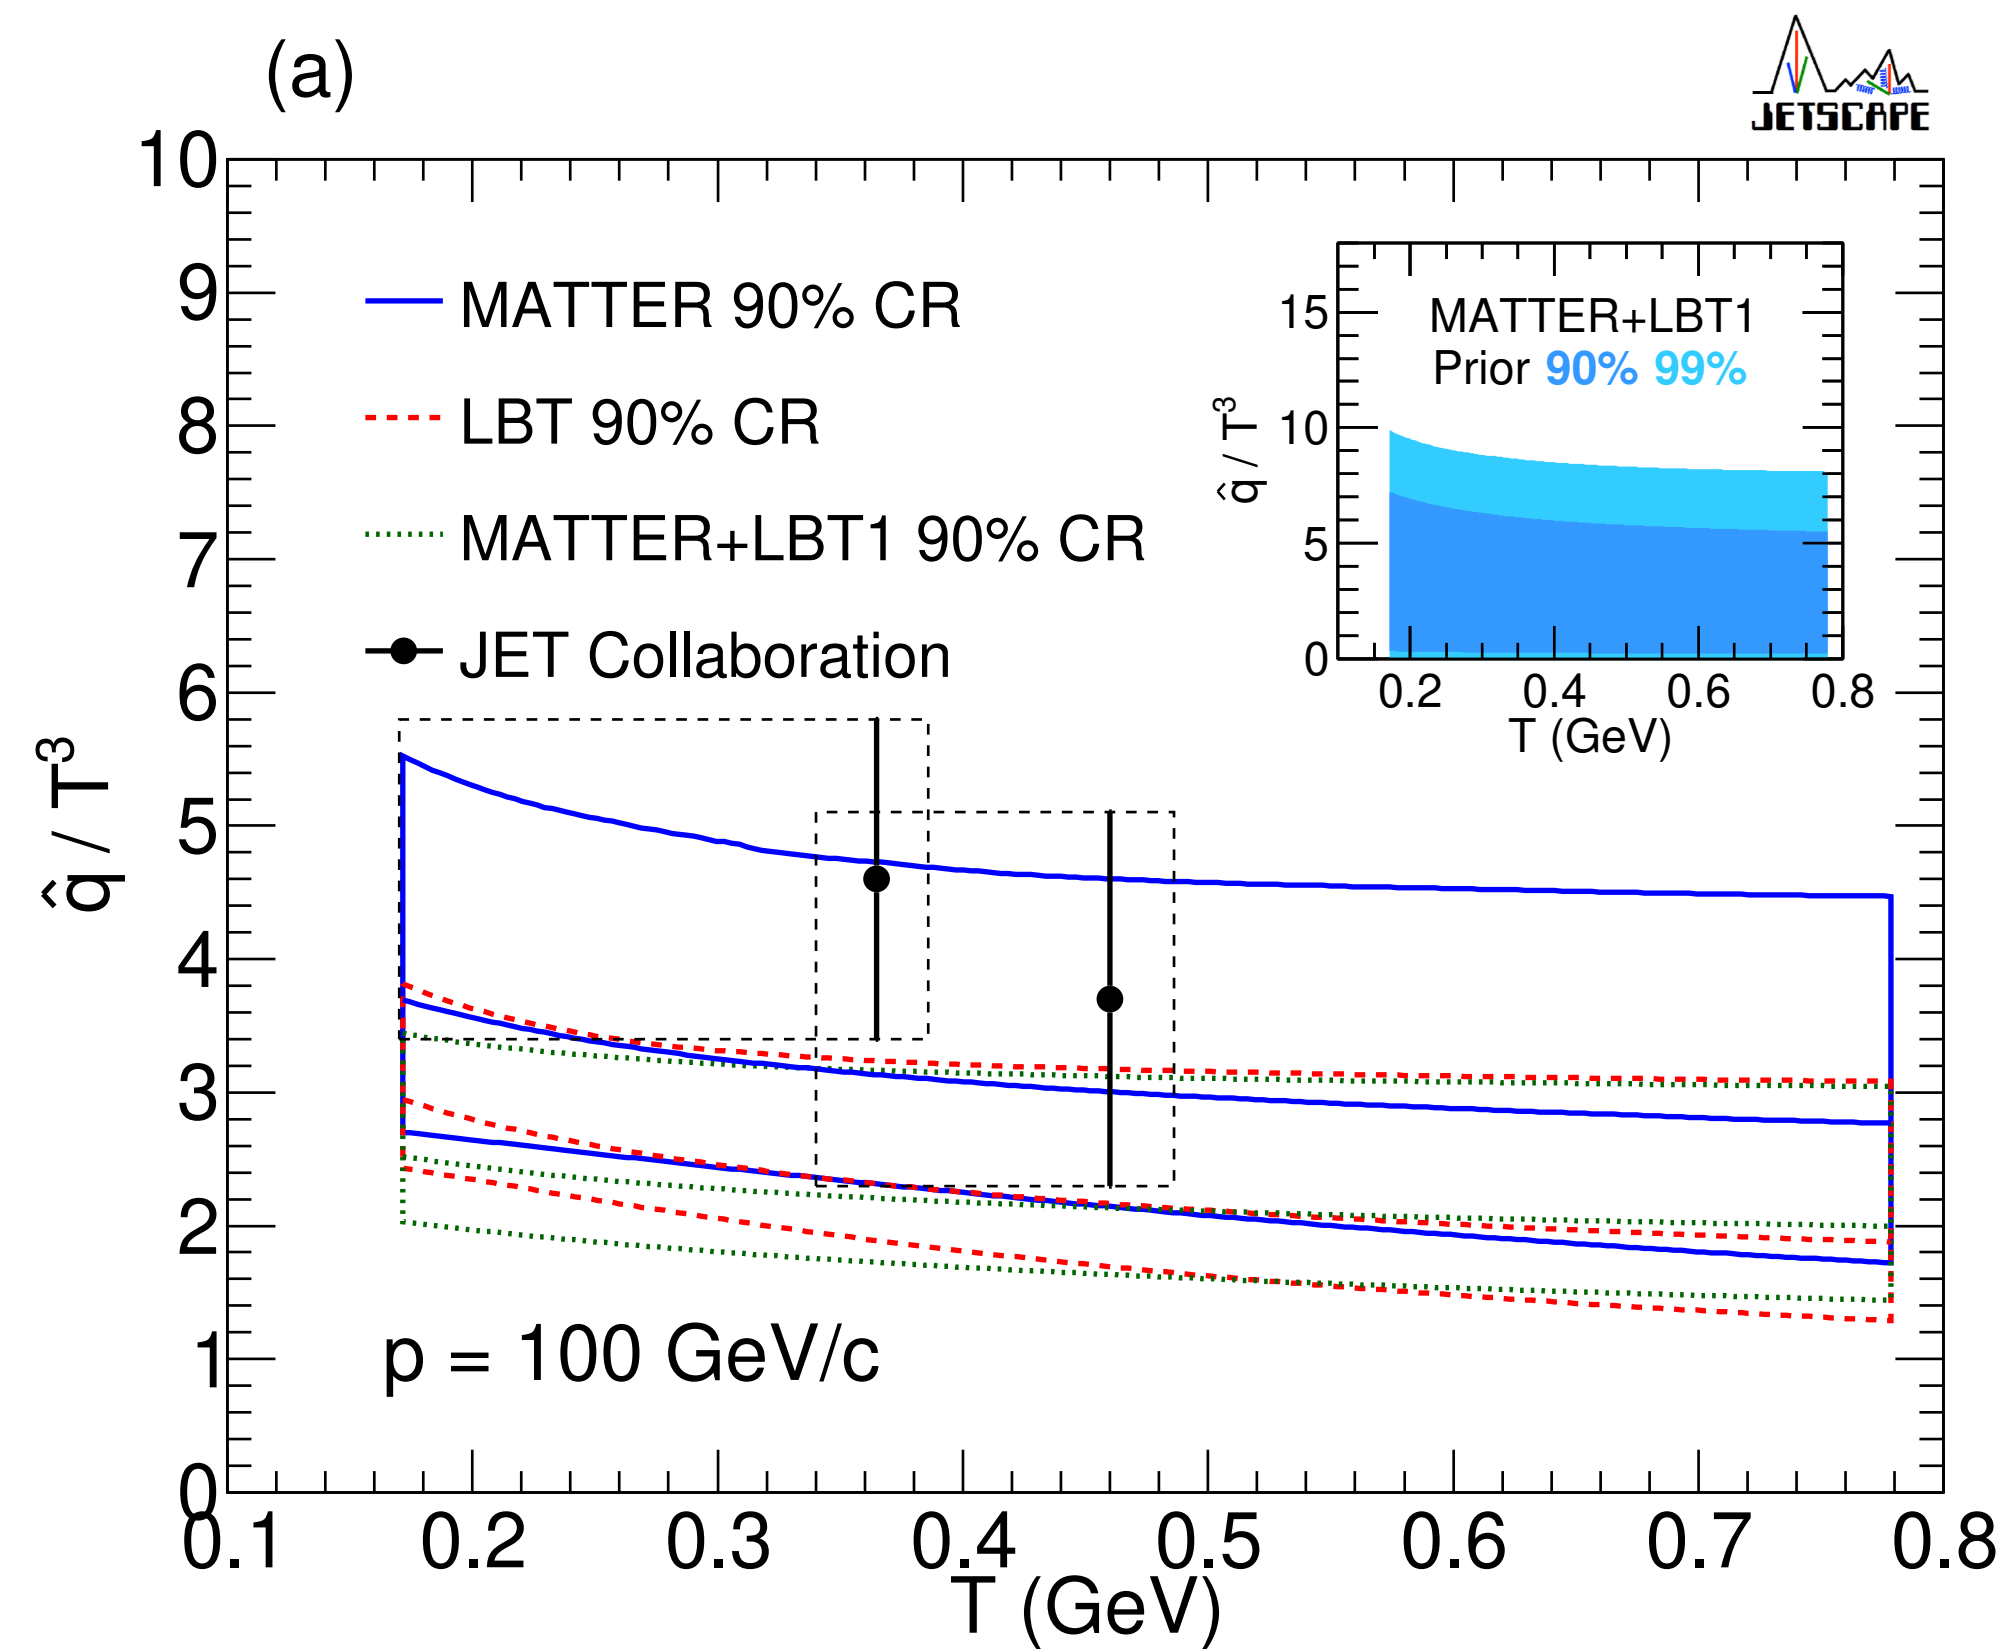 (a)
JETSCAPE
10
9
8
7
6
5
4
3
2
1
0
q̂ / T³
MATTER 90% CR
LBT 90% CR
MATTER+LBT1 90% CR
JET Collaboration
MATTER+LBT1
Prior 90% 99%
15
10
5
0
q̂ / T³
0.2 0.4 0.6 0.8
T (GeV)
p = 100 GeV/c
0.1 0.2 0.3 0.4 0.5 0.6 0.7 0.8
T (GeV)